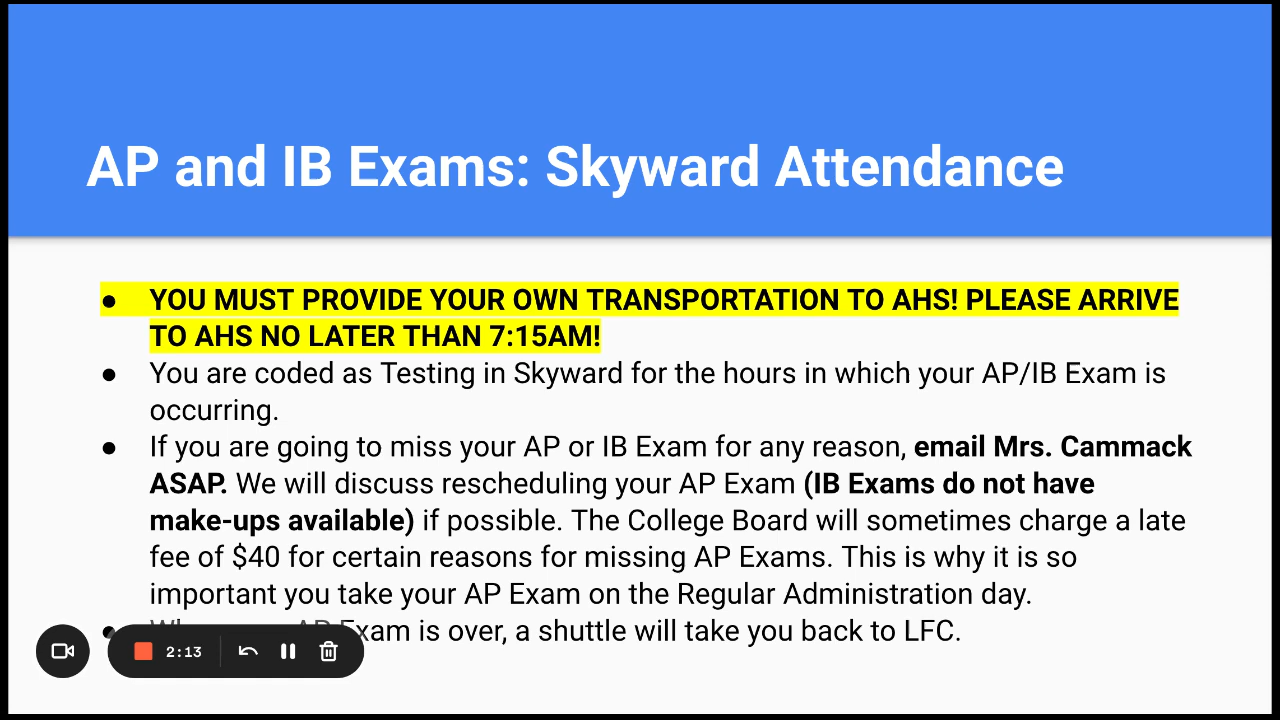 AP and IB Exams: Skyward Attendance
● YOU MUST PROVIDE YOUR OWN TRANSPORTATION TO AHS! PLEASE ARRIVE
TO AHS NO LATER THAN 7:15AM!
● You are coded as Testing in Skyward for the hours in which your AP/IB Exam is
occurring.
● If you are going to miss your AP or IB Exam for any reason, email Mrs. Cammack
ASAP. We will discuss rescheduling your AP Exam (IB Exams do not have
make-ups available) if possible. The College Board will sometimes charge a late
fee of $40 for certain reasons for missing AP Exams. This is why it is so
important you take your AP Exam on the Regular Administration day.
● AP Exam is over, a shuttle will take you back to LFC.
2:13